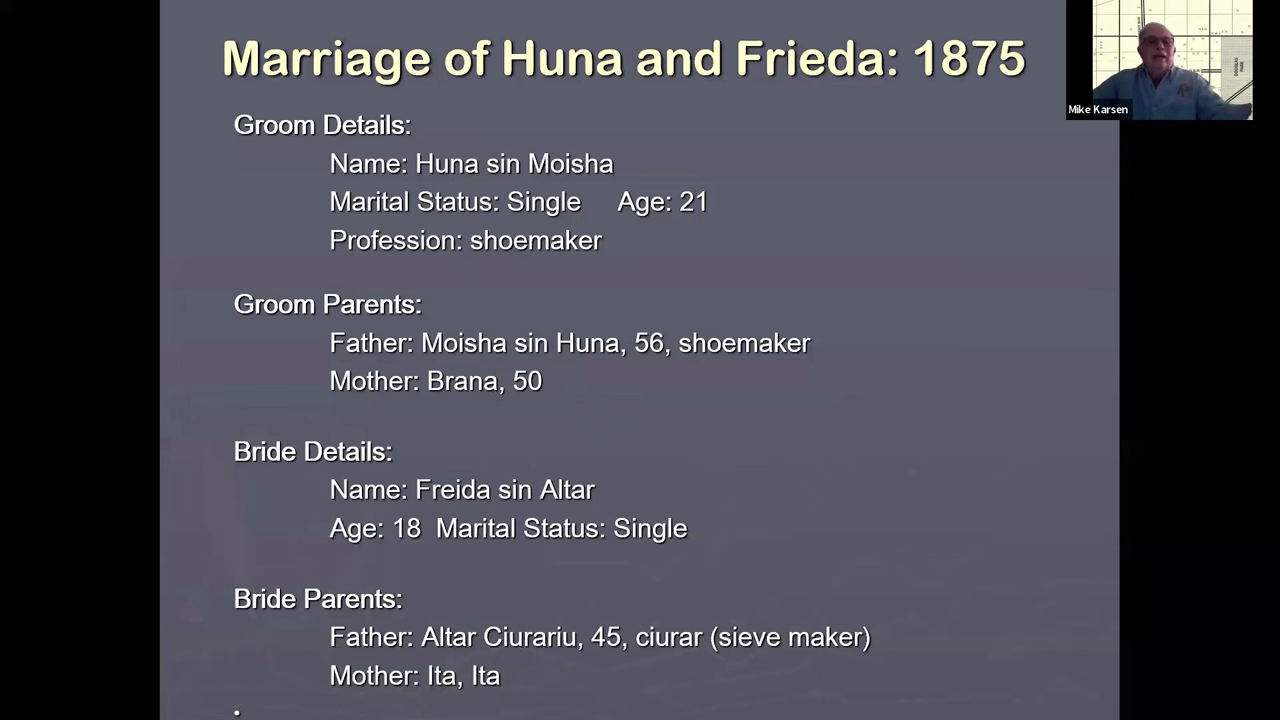 Marriage of Huna and Frieda: 1875
Mike Karsen
Groom Details:
Name: Huna sin Moisha
Marital Status: Single Age: 21
Profession: shoemaker
Groom Parents:
Father: Moisha sin Huna, 56, shoemaker
Mother: Brana, 50
Bride Details:
Name: Freida sin Altar
Age: 18 Marital Status: Single
Bride Parents:
Father: Altar Ciurariu, 45, ciurar (sieve maker)
Mother: Ita, Ita
.